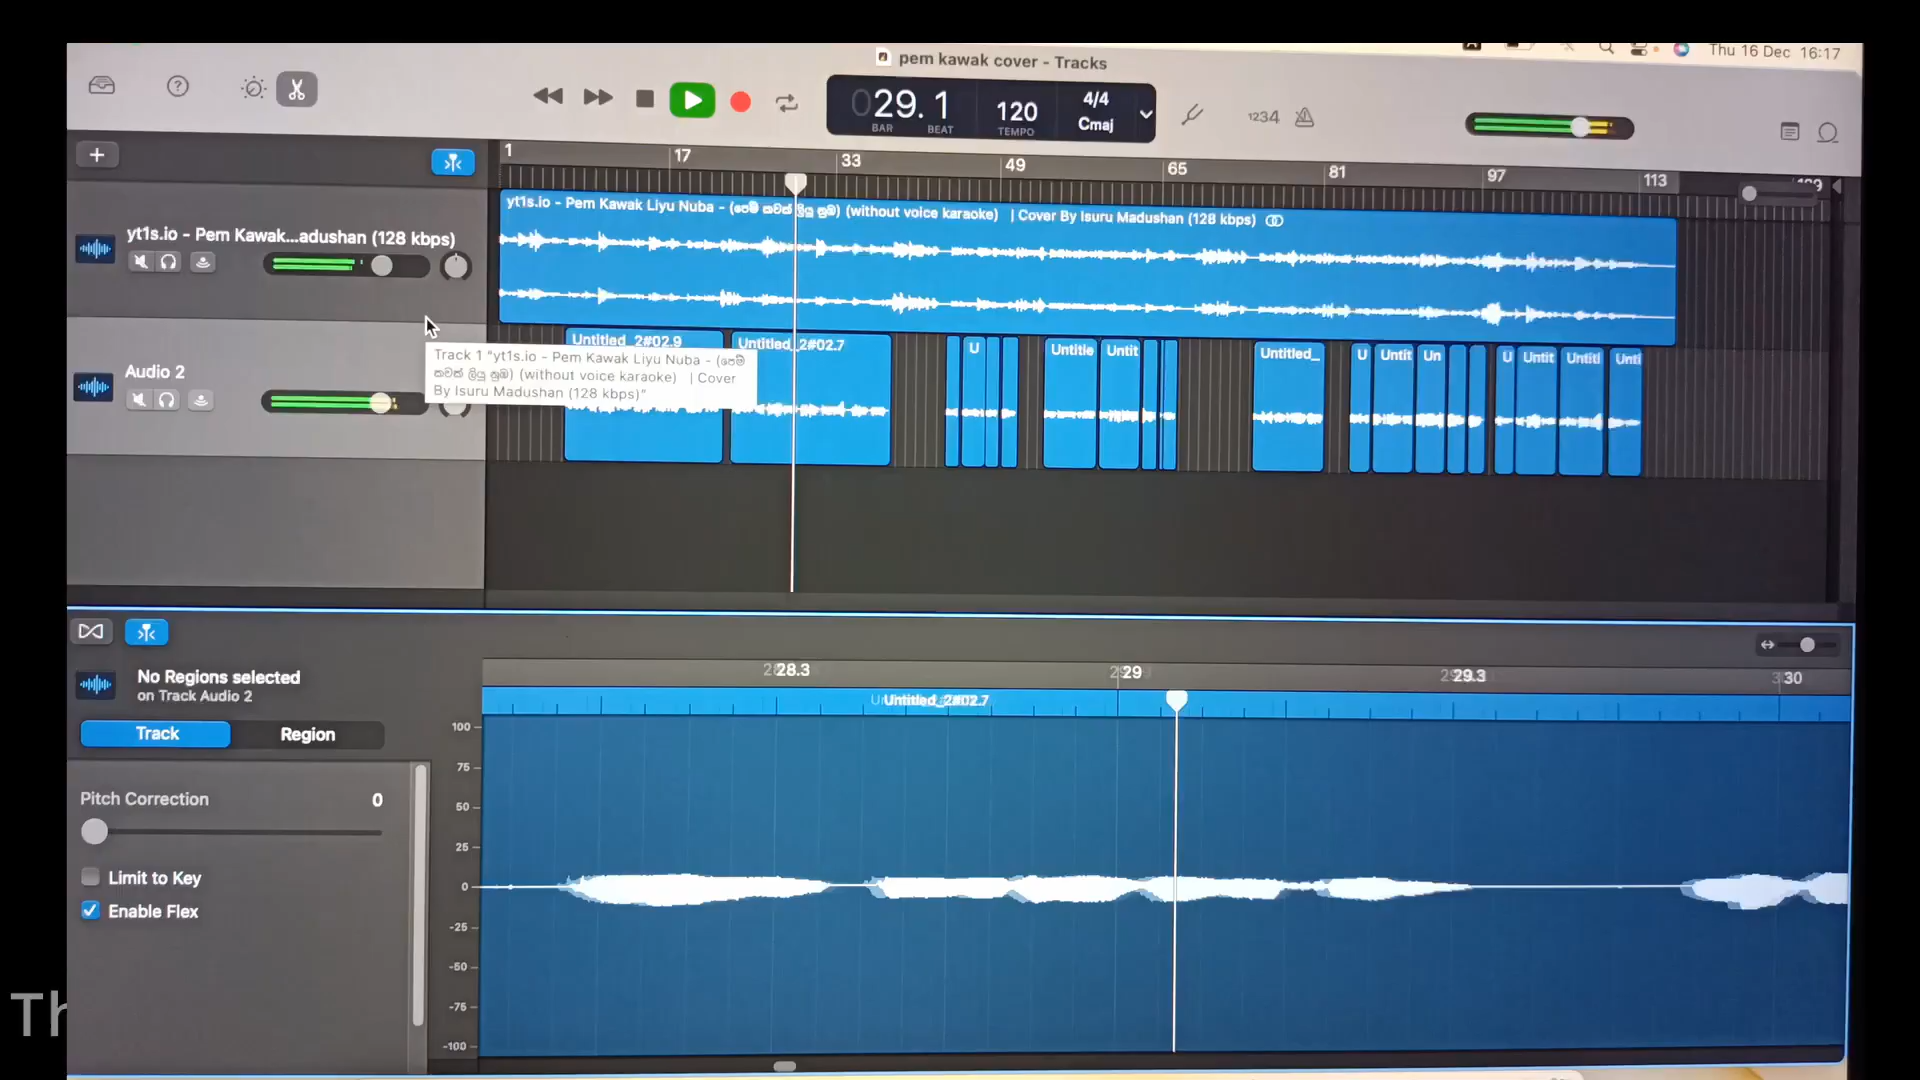 pem kawak cover - Tracks
Thu 16 Dec 16:17
029.1
BAR
BEAT
120
TEMPO
4/4
Cmaj
1234
1
17
33
49
65
81
97
113
yt1s.io - Pem Kawak Liyu Nuba - (පෙම් කවක් ලියූ නුඹ) (without voice karaoke) | Cover By Isuru Madushan (128 kbps)
yt1s.io - Pem Kawak...adushan (128 kbps)
Untitled_2#02.9
Untitled_2#02.7
U
Untitle
Untit
Untitled_
U
Untit
Un
U
Untit
Untitl
Unti
Track 1 "yt1s.io - Pem Kawak Liyu Nuba - (පෙම්
කවක් ලියූ නුඹ) (without voice karaoke) | Cover
By Isuru Madushan (128 kbps)"
Audio 2
No Regions selected
on Track Audio 2
Track
Region
Pitch Correction
0
Limit to Key
Enable Flex
28.3
29
29.3
30
Untitled_2#02.7
100
75
50
25
0
-25
-50
-75
-100
Th